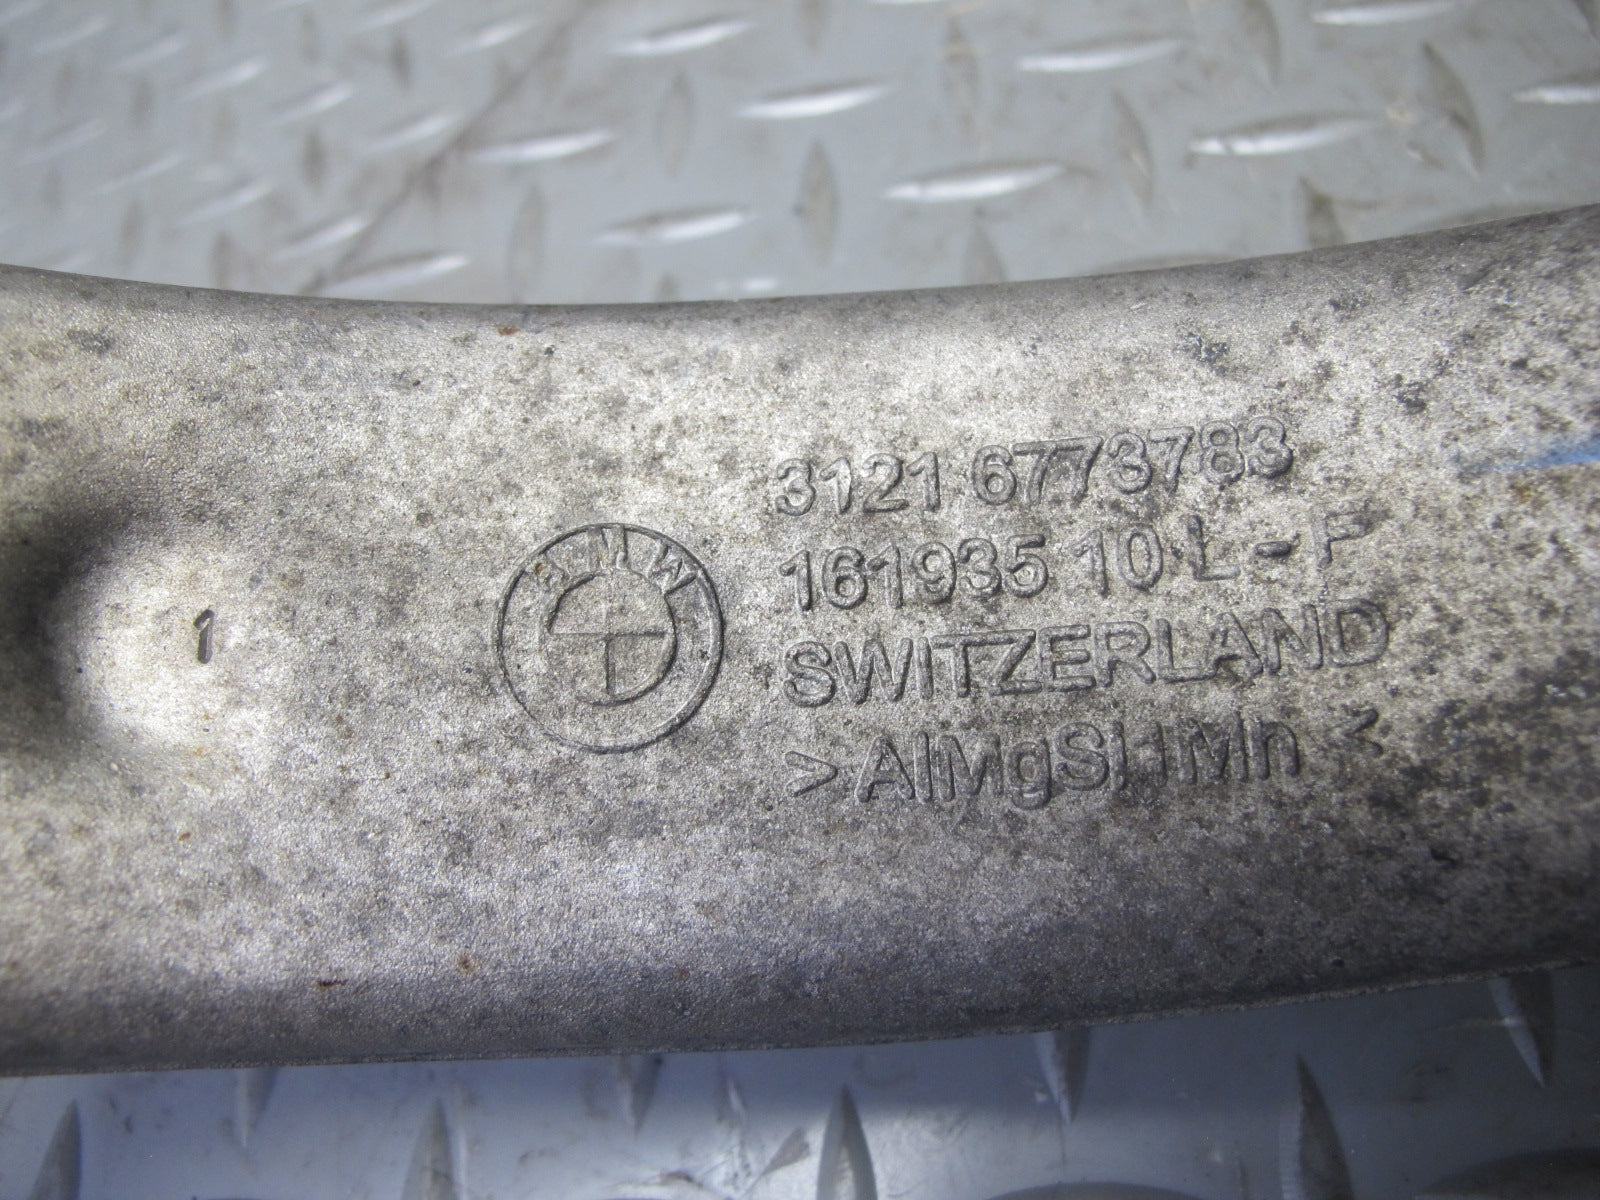 1
BMW
3121 6773783
161935 10 L - F
SWITZERLAND
>AlMgSi1Mn<